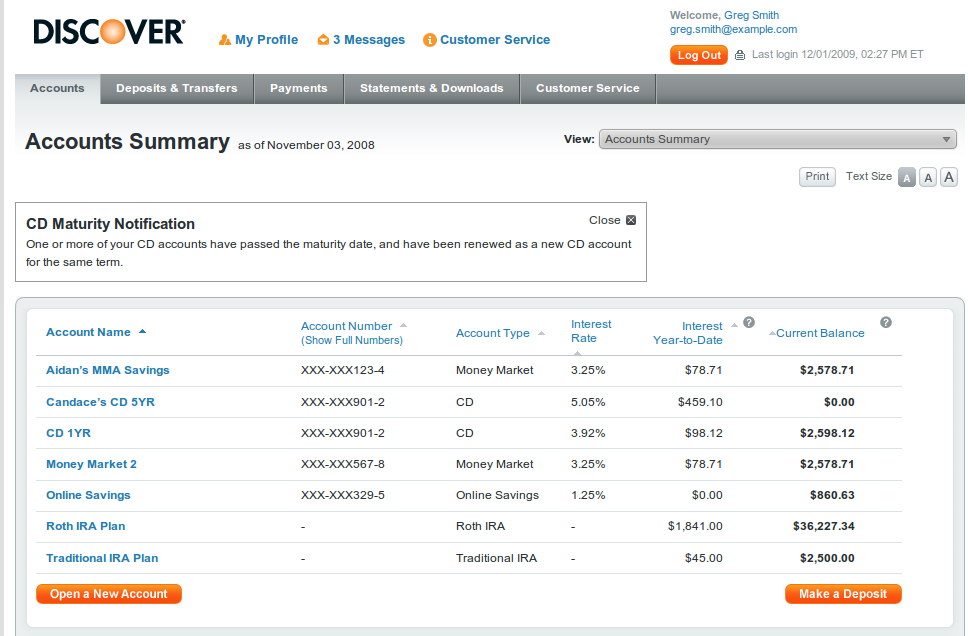 DISCOVER
My Profile 3 Messages Customer Service
Welcome, Greg Smith
greg.smith@example.com
Log Out Last login 12/01/2009, 02:27 PM ET
Accounts Deposits & Transfers Payments Statements & Downloads Customer Service
Accounts Summary as of November 03, 2008
View: Accounts Summary
Print Text Size A A A
CD Maturity Notification Close
One or more of your CD accounts have passed the maturity date, and have been renewed as a new CD account
for the same term.
Account Name Account Number (Show Full Numbers) Account Type Interest Rate Interest Year-to-Date ? Current Balance ?
Aidan's MMA Savings XXX-XXX123-4 Money Market 3.25% $78.71 $2,578.71
Candace's CD 5YR XXX-XXX901-2 CD 5.05% $459.10 $0.00
CD 1YR XXX-XXX901-2 CD 3.92% $98.12 $2,598.12
Money Market 2 XXX-XXX567-8 Money Market 3.25% $78.71 $2,578.71
Online Savings XXX-XXX329-5 Online Savings 1.25% $0.00 $860.63
Roth IRA Plan - Roth IRA - $1,841.00 $36,227.34
Traditional IRA Plan - Traditional IRA - $45.00 $2,500.00
Open a New Account Make a Deposit